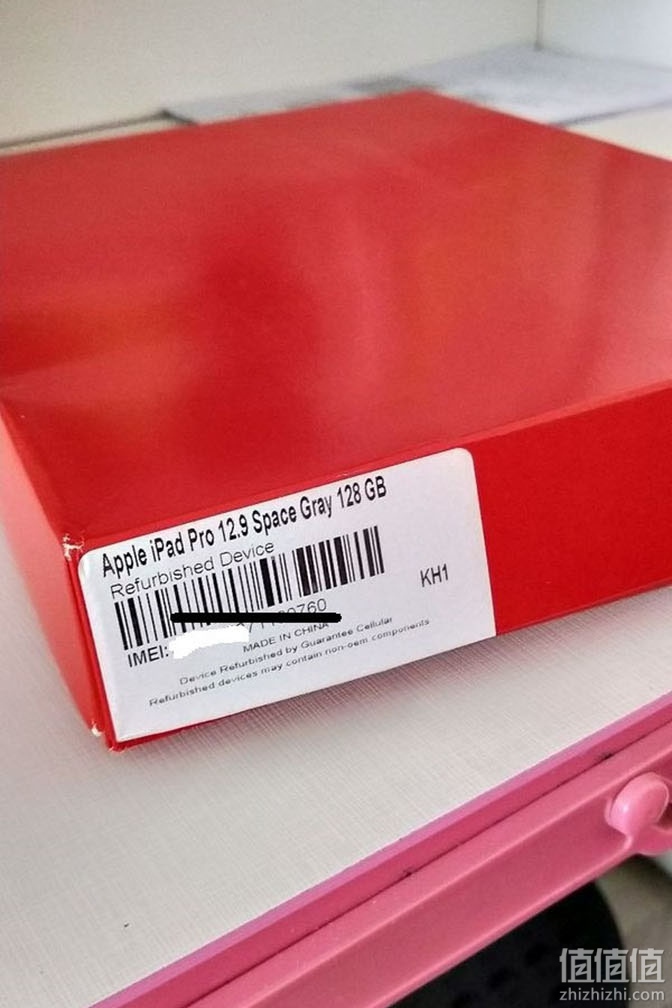 Apple iPad Pro 12.9 Space Gray 128 GB
Refurbished Device
KH1
IMEI:
MADE IN CHINA
Device Refurbished by Guarantee Cellular
Refurbished devices may contain non-oem components
值值值
zhizhizhi.com